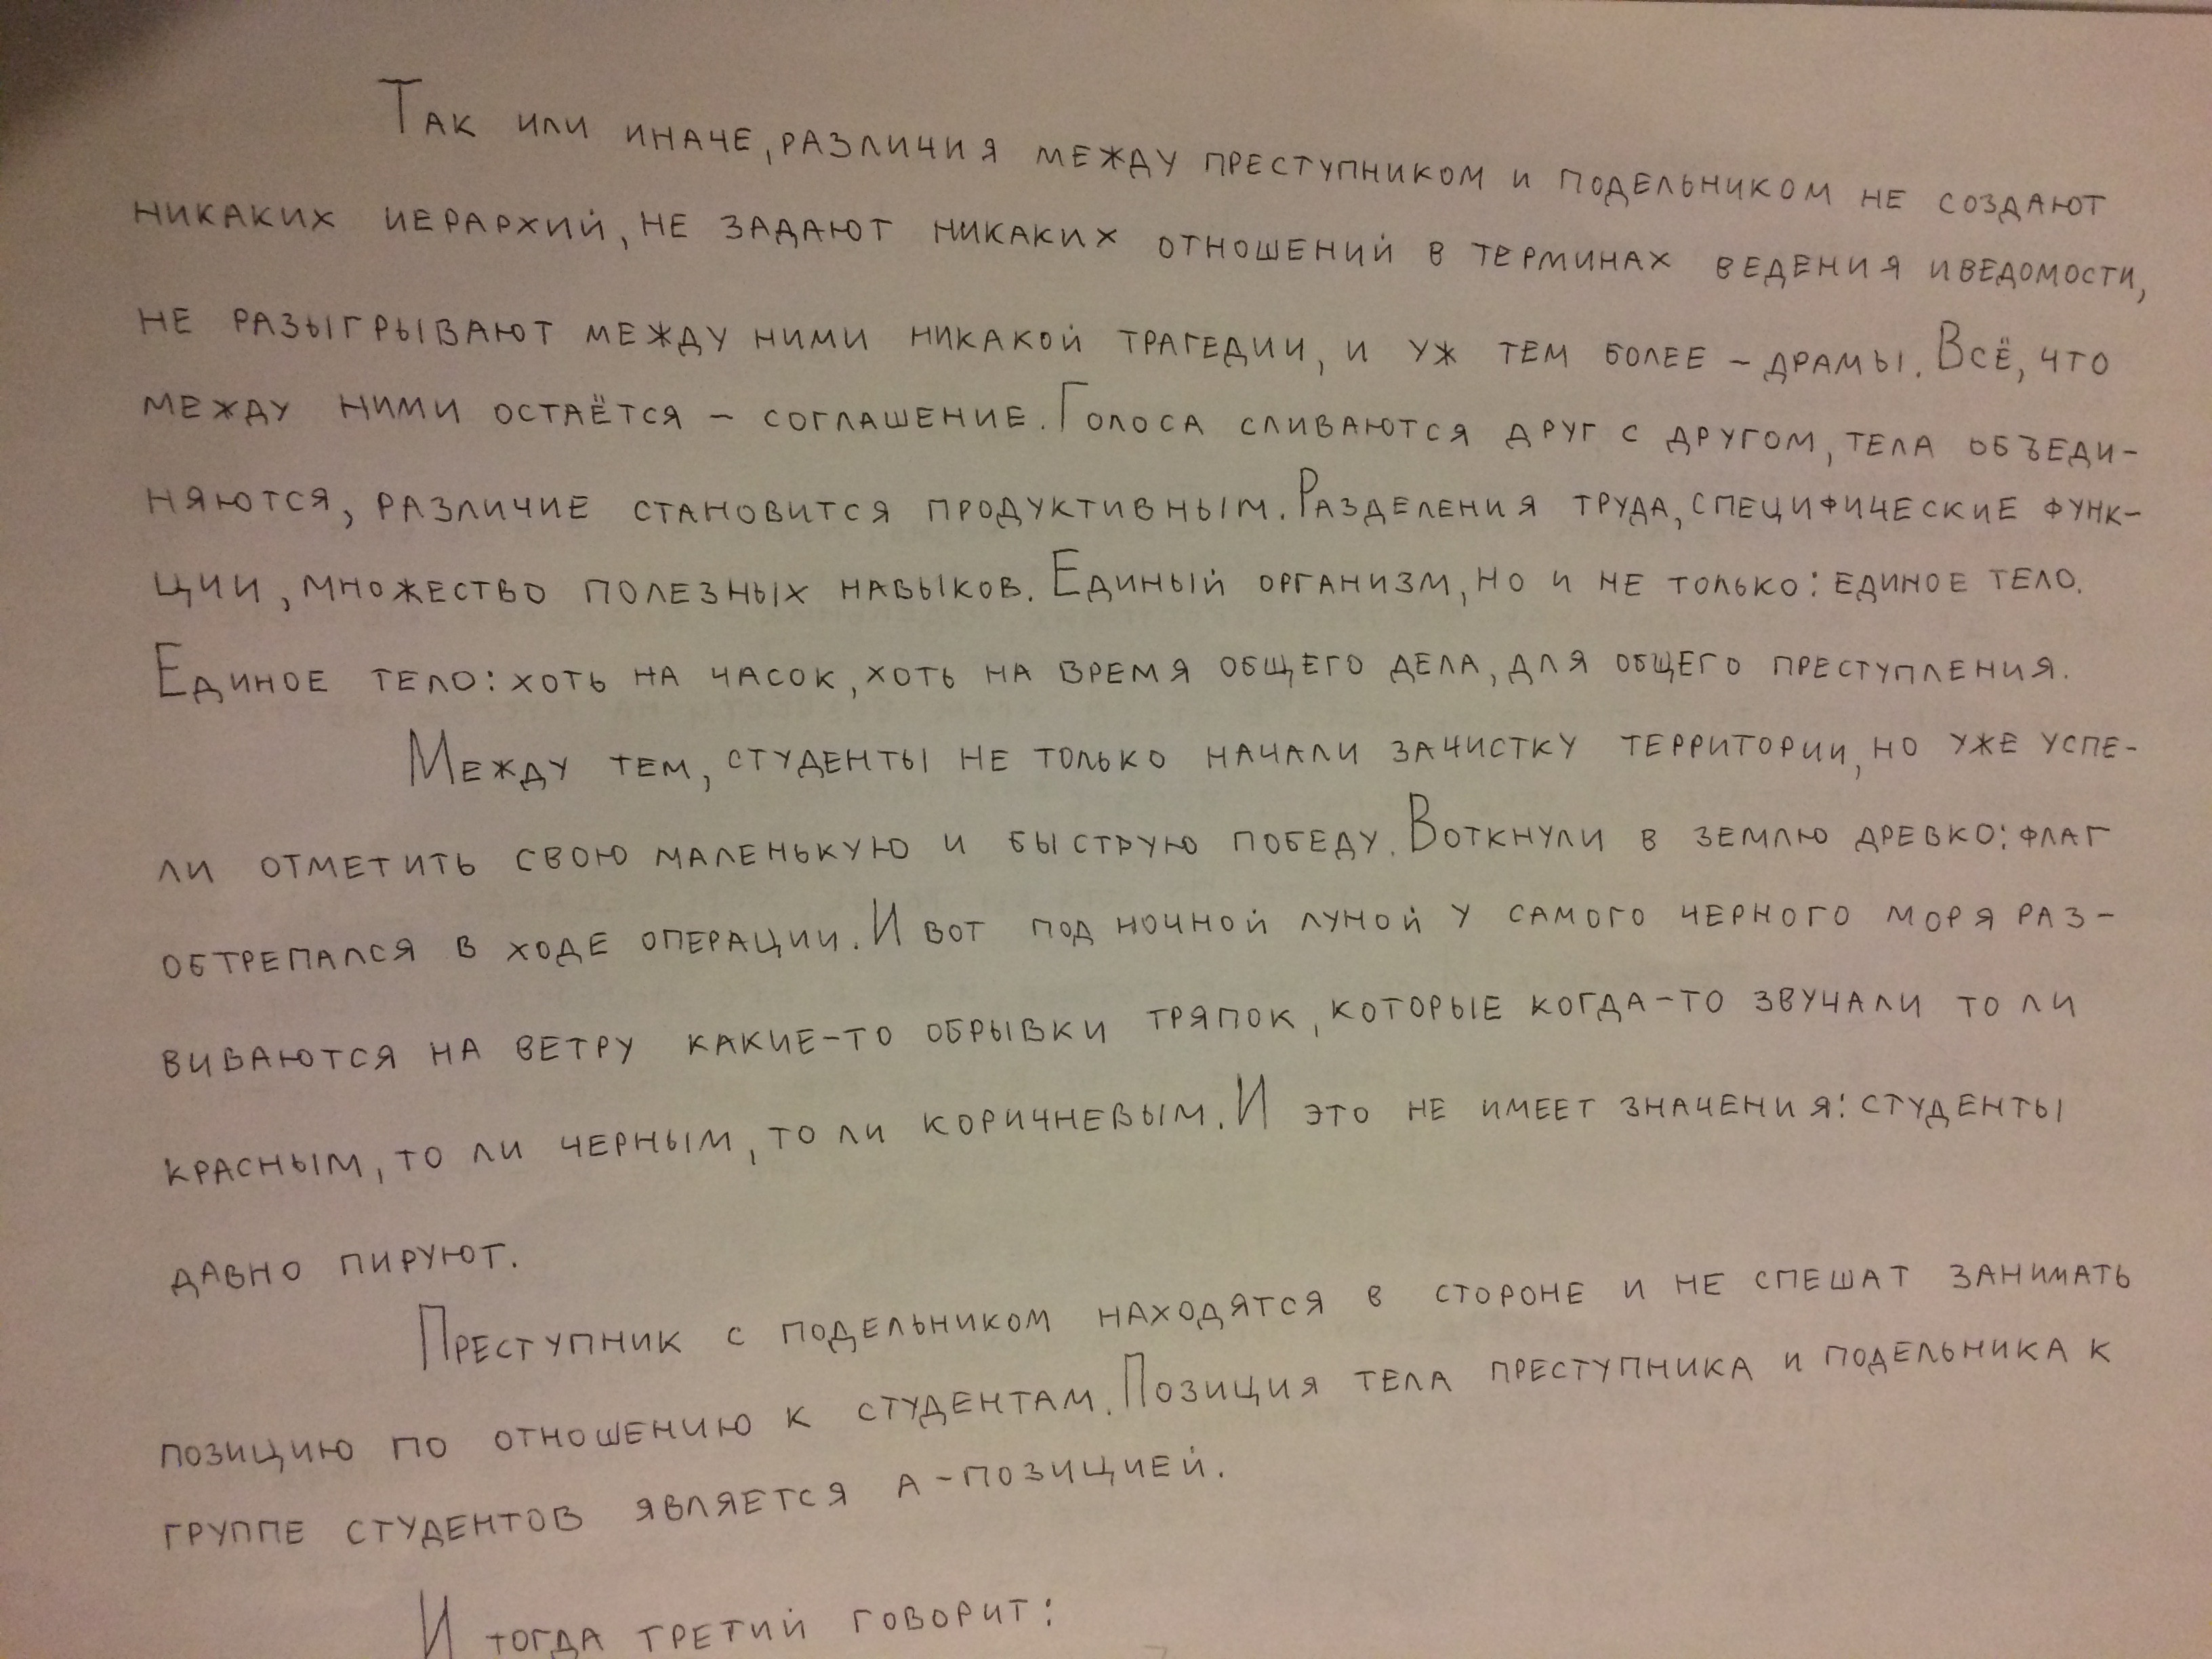 Так или иначе, различия между преступником и подельником не создают
никаких иерархий, не задают никаких отношений в терминах ведения и ведомости,
не разыгрывают между ними никакой трагедии, и уж тем более – драмы. Всё, что
между ними остаётся – соглашение. Голоса сливаются друг с другом, тела объеди-
няются, различие становится продуктивным. Разделения труда, специфические функ-
ции, множество полезных навыков. Единый организм, но и не только: единое тело.
Единое тело: хоть на часок, хоть на время общего дела, для общего преступления.
Между тем, студенты не только начали зачистку территории, но уже успе-
ли отметить свою маленькую и быструю победу. Воткнули в землю древко: флаг
обтрепался в ходе операции. И вот под ночной луной у самого черного моря раз-
виваются на ветру какие-то обрывки тряпок, которые когда-то звучали то ли
красным, то ли черным, то ли коричневым. И это не имеет значения: студенты
давно пируют.
Преступник с подельником находятся в стороне и не спешат занимать
позицию по отношению к студентам. Позиция тела преступника и подельника к
группе студентов является а-позицией.
И тогда третий говорит: